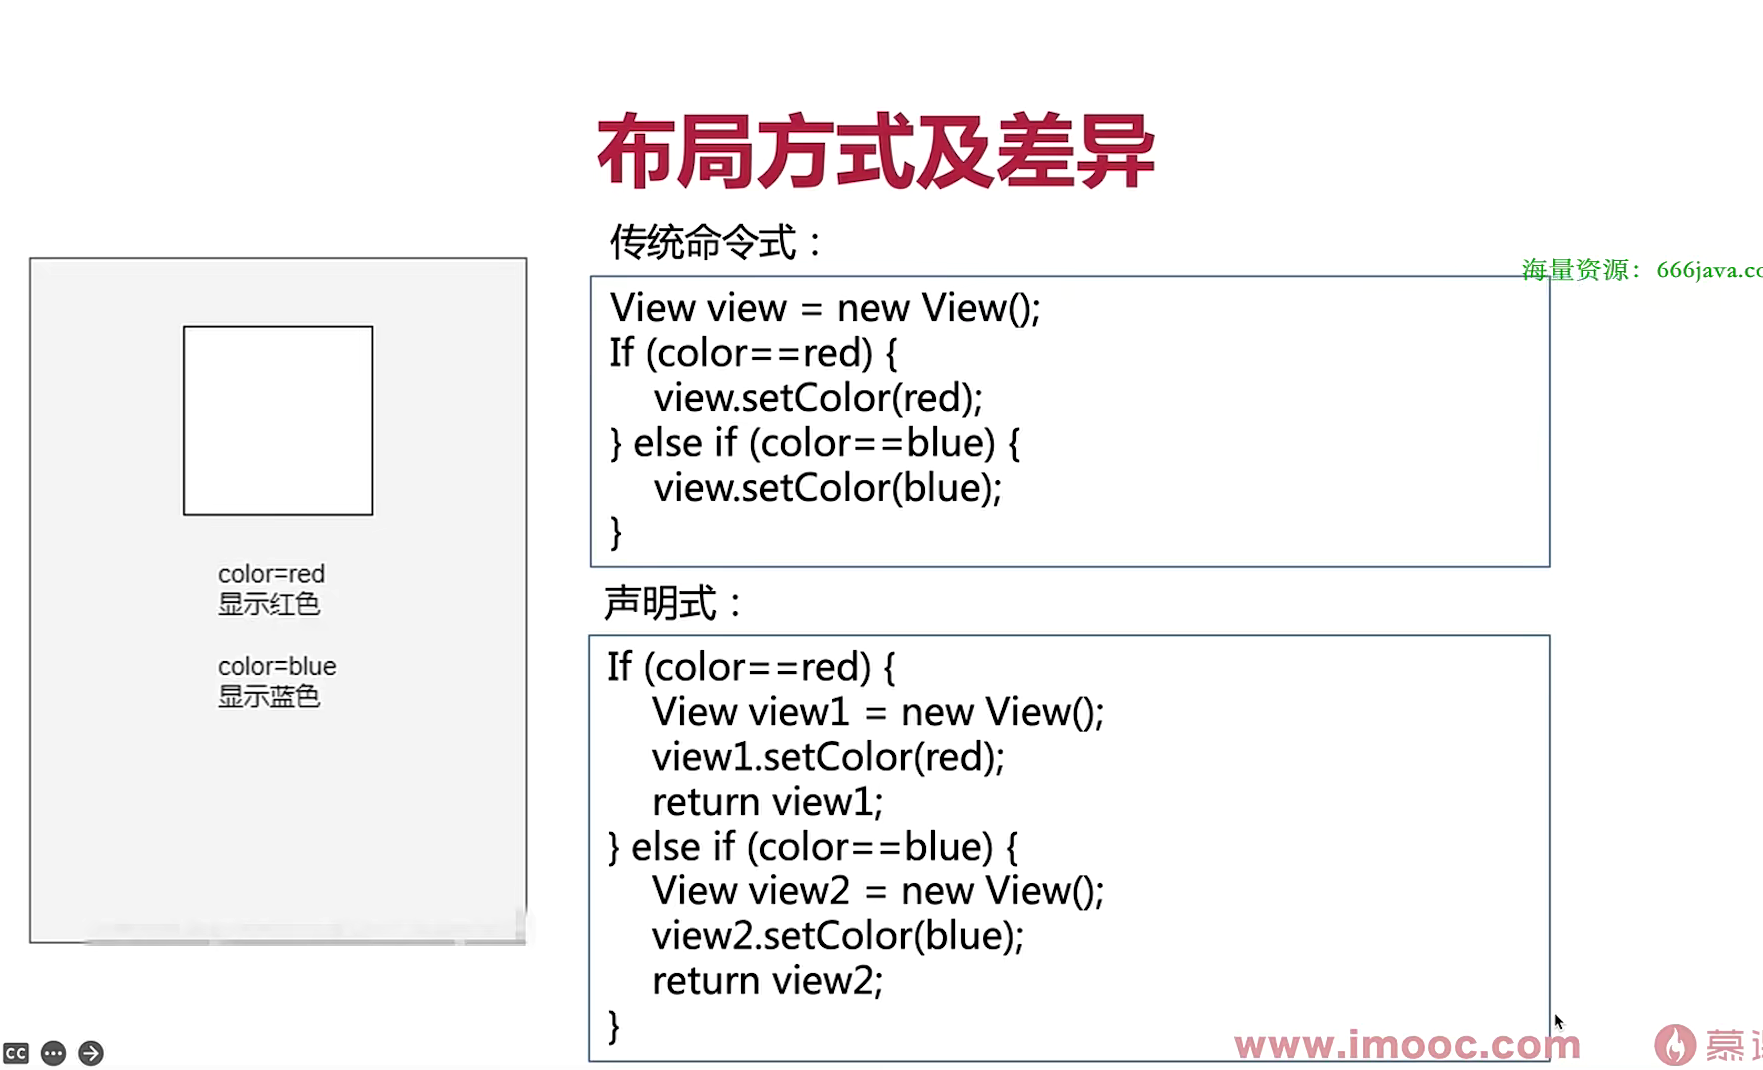 布局方式及差异
传统命令式：
海量资源：666java.co
View view = new View();
If (color==red) {
view.setColor(red);
} else if (color==blue) {
view.setColor(blue);
}
color=red
显示红色
color=blue
显示蓝色
声明式：
If (color==red) {
View view1 = new View();
view1.setColor(red);
return view1;
} else if (color==blue) {
View view2 = new View();
view2.setColor(blue);
return view2;
}
www.imooc.com
慕
CC